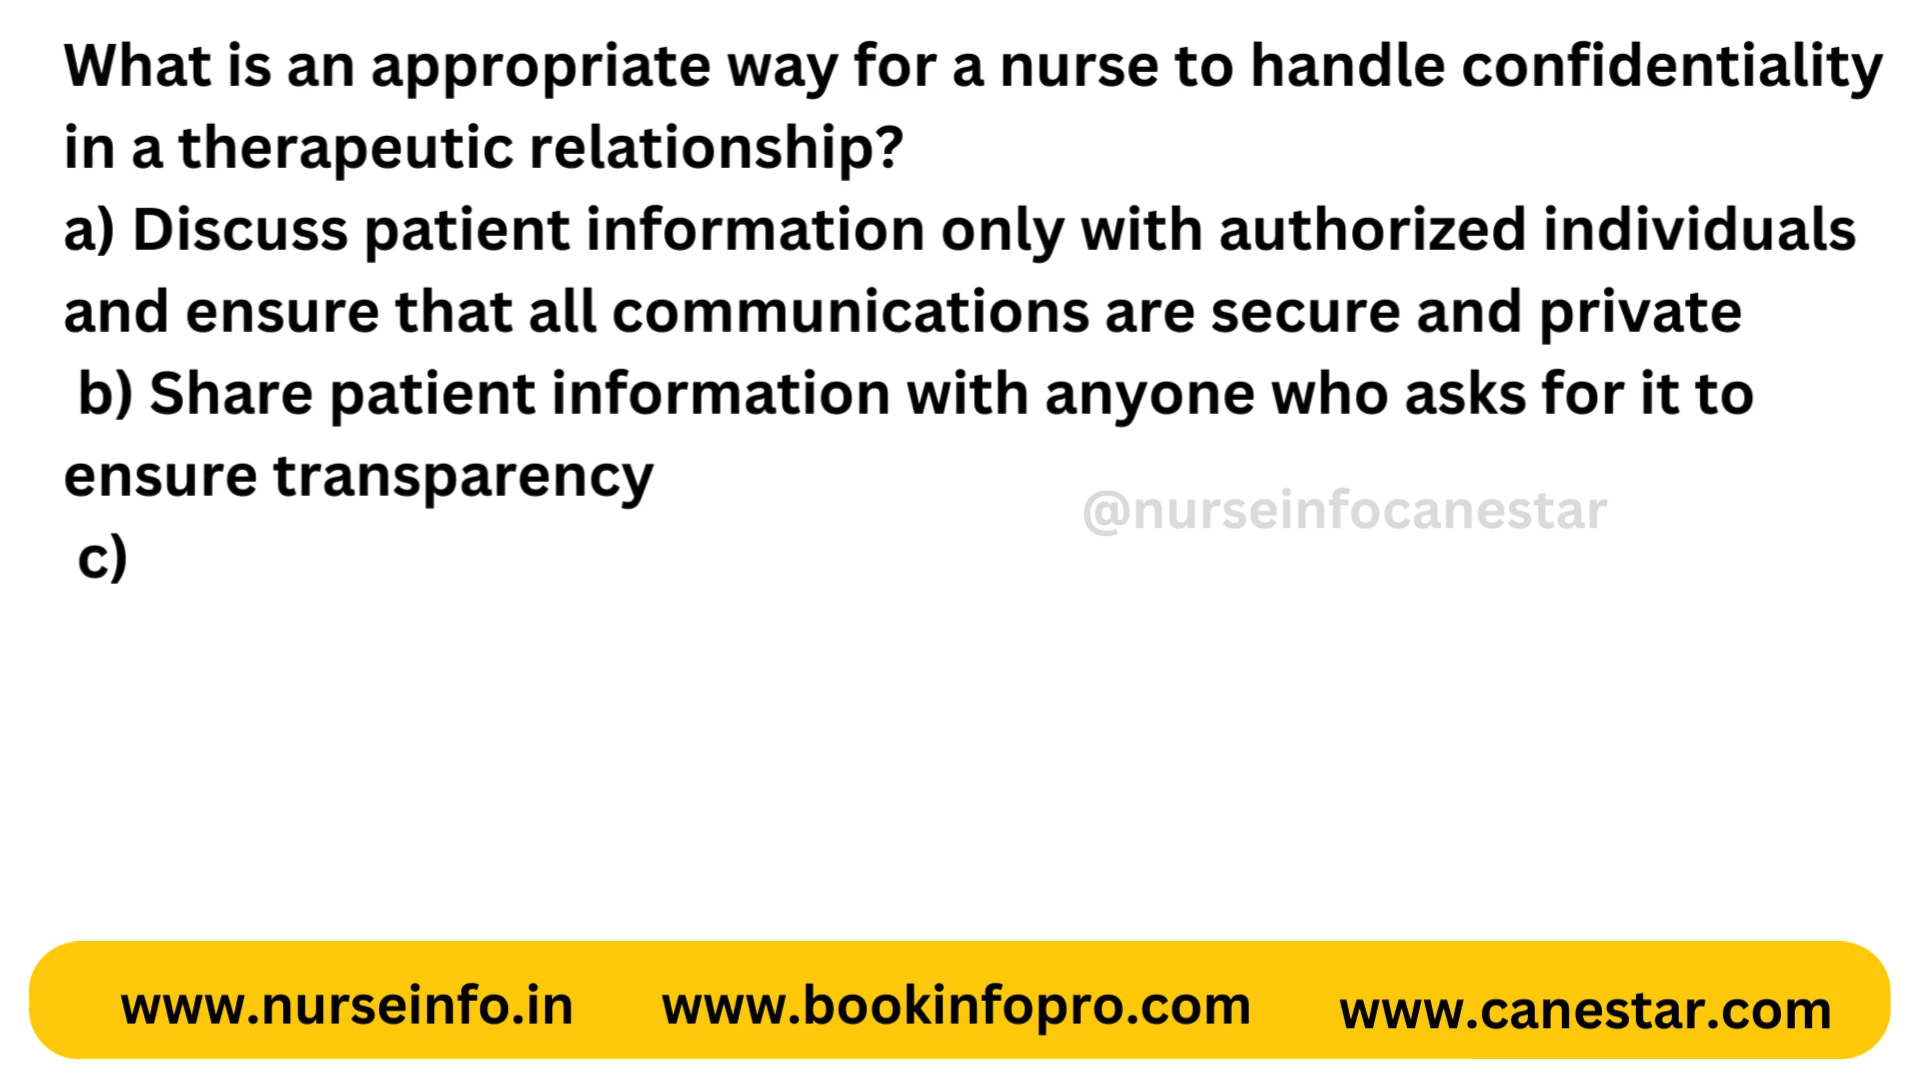 What is an appropriate way for a nurse to handle confidentiality
in a therapeutic relationship?
a) Discuss patient information only with authorized individuals
and ensure that all communications are secure and private
b) Share patient information with anyone who asks for it to
ensure transparency
@nurseinfocanestar
c)
www.nurseinfo.in www.bookinfopro.com www.canestar.com